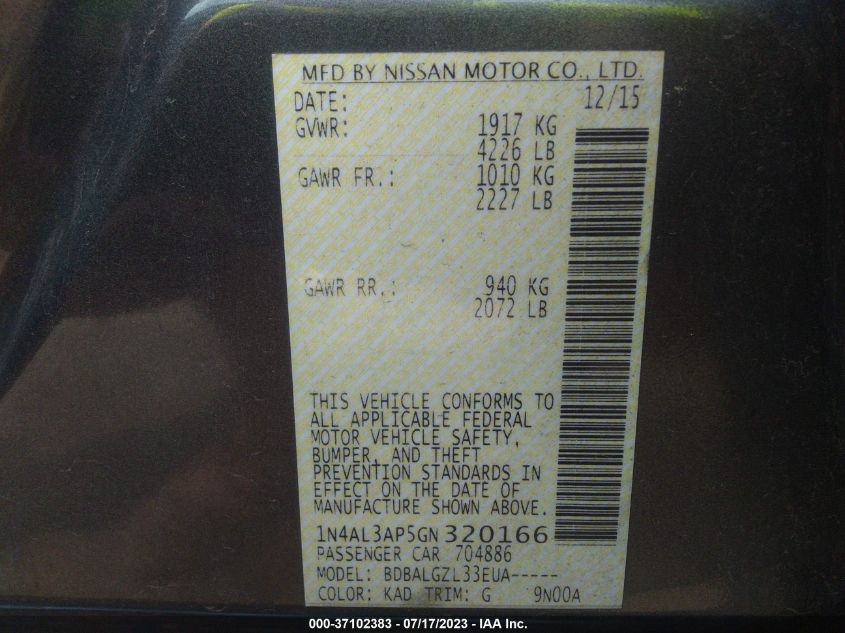 MFD BY NISSAN MOTOR CO., LTD.
DATE: 12/15
GVWR: 1917 KG
4226 LB
GAWR FR.: 1010 KG
2227 LB
GAWR RR.: 940 KG
2072 LB
THIS VEHICLE CONFORMS TO
ALL APPLICABLE FEDERAL
MOTOR VEHICLE SAFETY,
BUMPER, AND THEFT
PREVENTION STANDARDS IN
EFFECT ON THE DATE OF
MANUFACTURE SHOWN ABOVE.
1N4AL3AP5GN320166
PASSENGER CAR 704886
MODEL: BDBALGZL33EUA-----
COLOR: KAD TRIM: G 9N00A
000-37102383 - 07/17/2023 - IAA Inc.